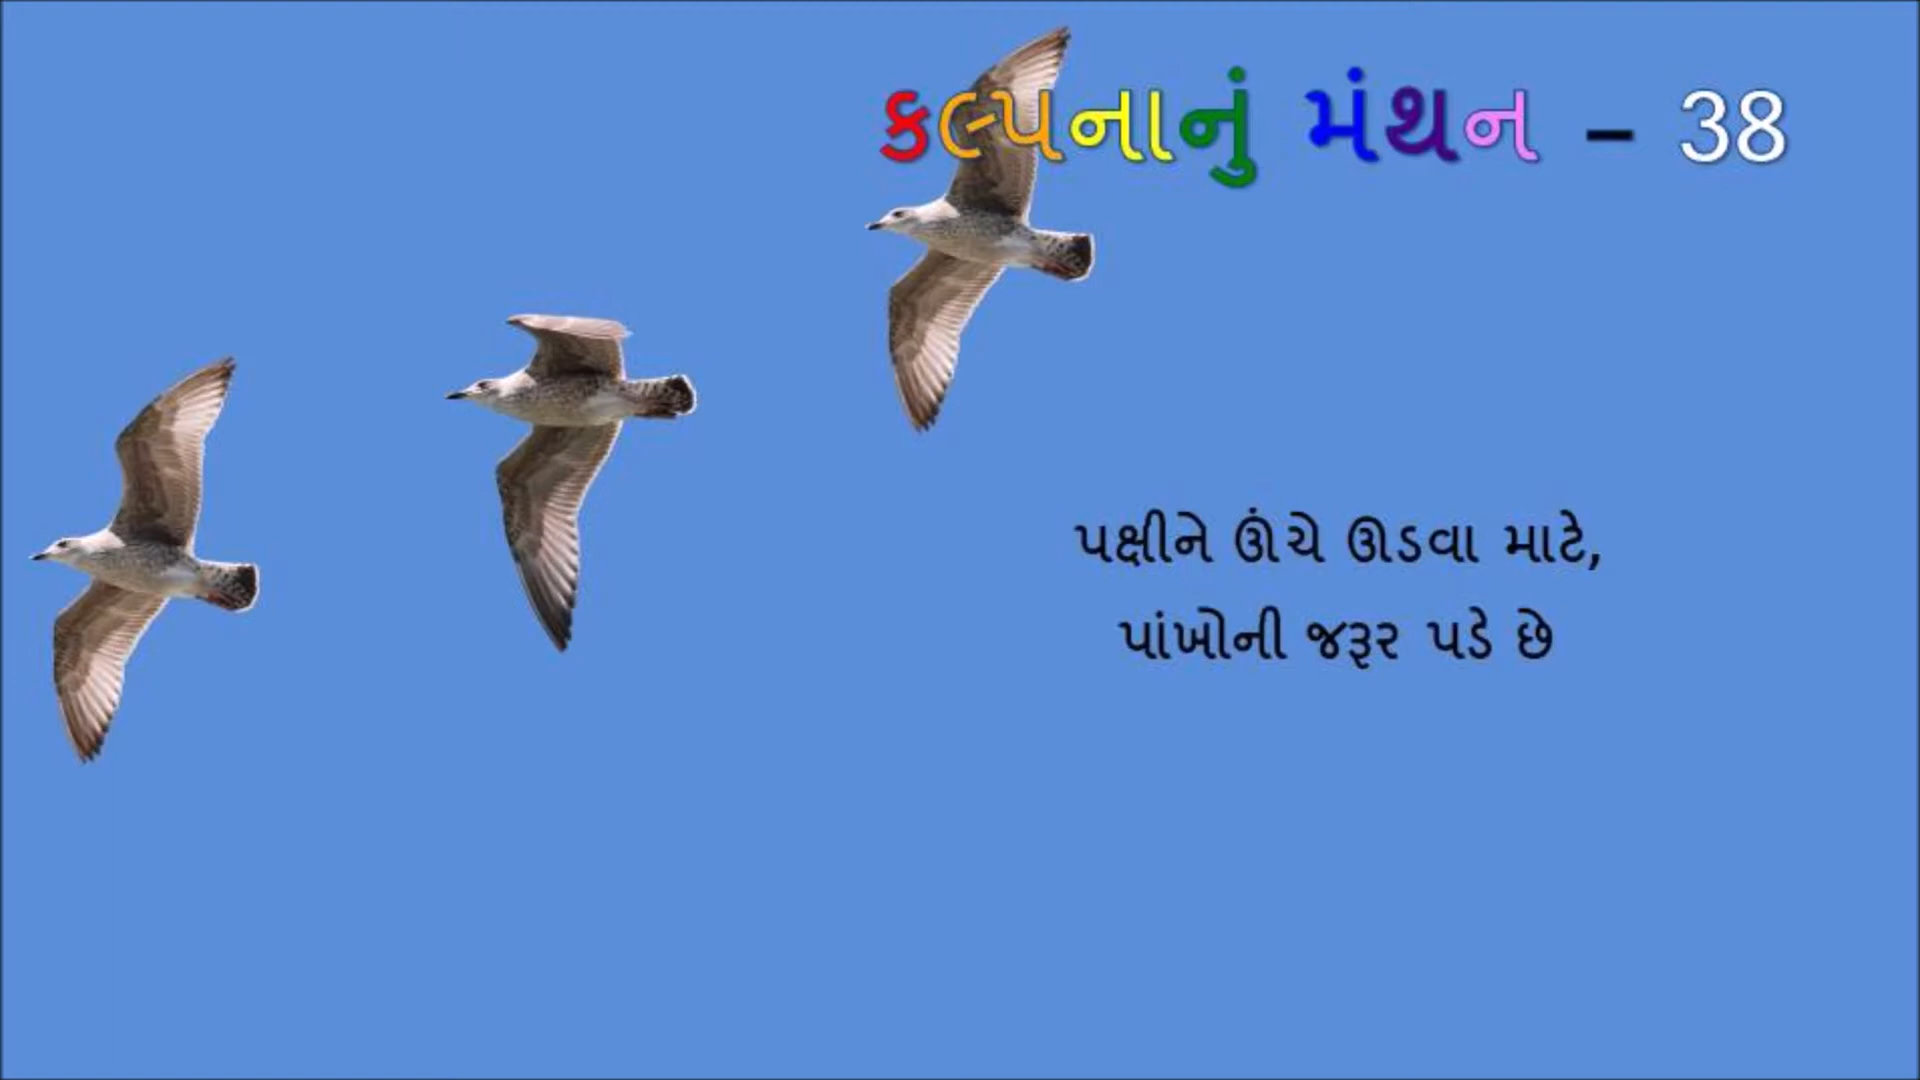 કલ્પનાનું મંથન – 38
પક્ષીને ઊંચે ઊડવા માટે,
પાંખોની જરૂર પડે છે